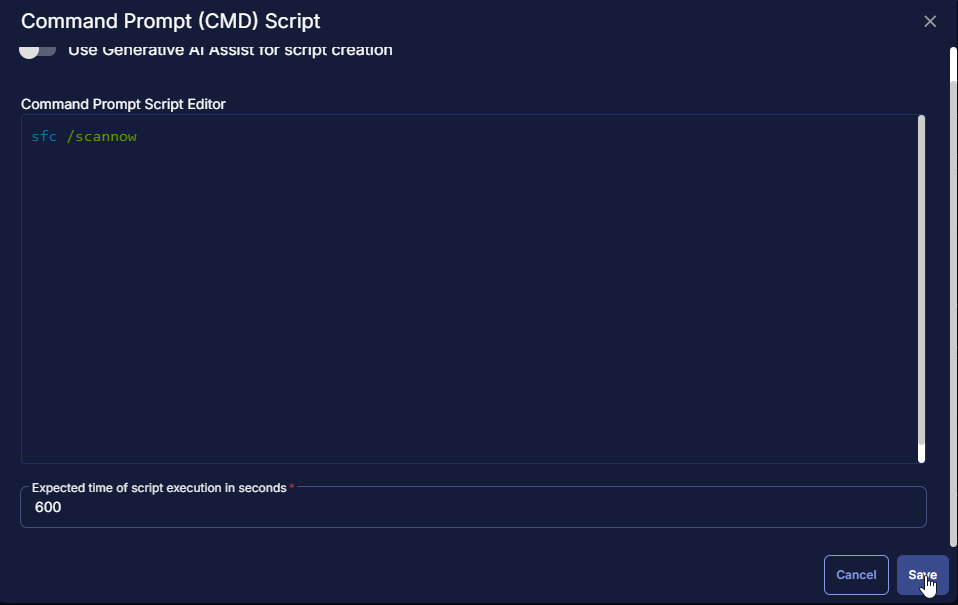 Command Prompt (CMD) Script
Use Generative AI Assist for script creation
Command Prompt Script Editor
sfc /scannow
Expected time of script execution in seconds *
600
Cancel
Save